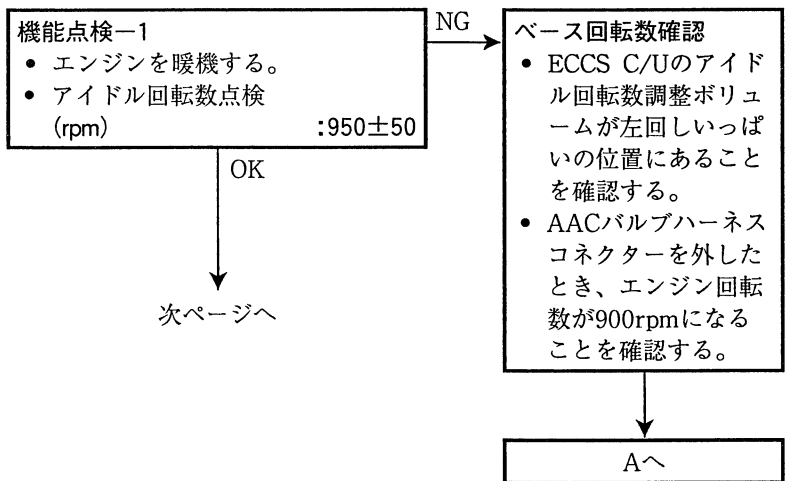 機能点検－1
• エンジンを暖機する。
• アイドル回転数点検
(rpm) :950±50
NG
OK
次ページへ
ベース回転数確認
• ECCS C/Uのアイド
ル回転数調整ボリュ
ームが左回しいっぱ
いの位置にあること
を確認する。
• AACバルブハーネス
コネクターを外した
とき、エンジン回転
数が900rpmになる
ことを確認する。
Aへ